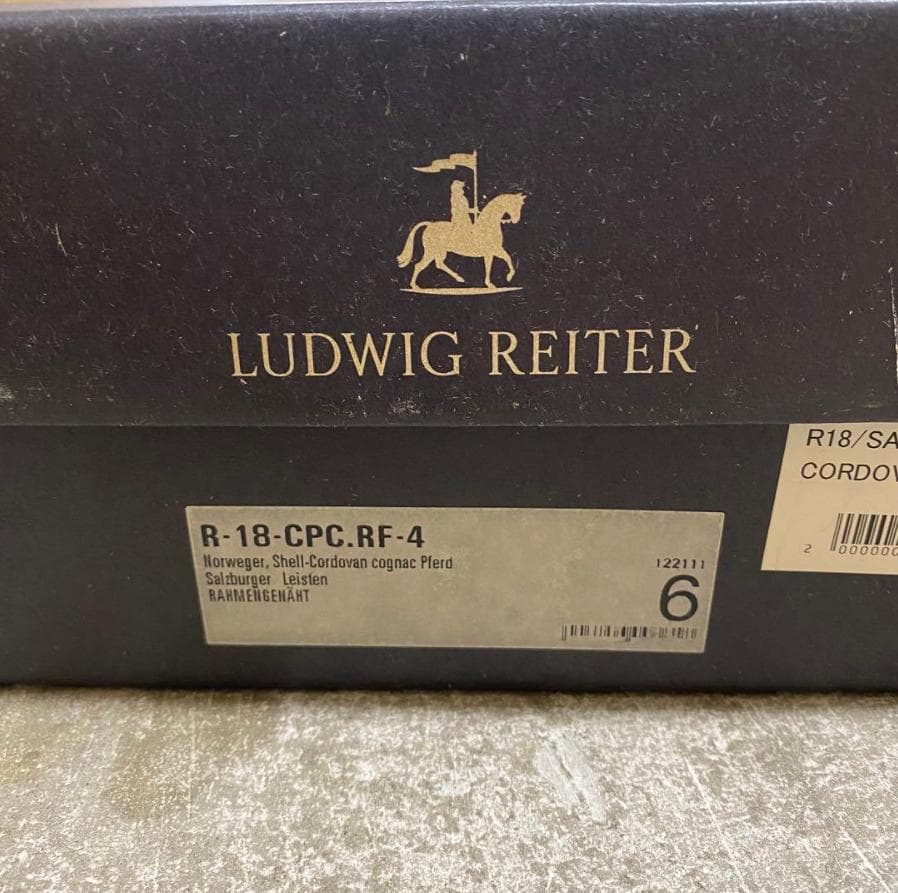 LUDWIG REITER
R18/SA
CORDOV
2 000000
R-18-CPC.RF-4
Norweger, Shell-Cordovan cognac Pferd
Salzburger Leisten
RAHMENGENÄHT
122111
6